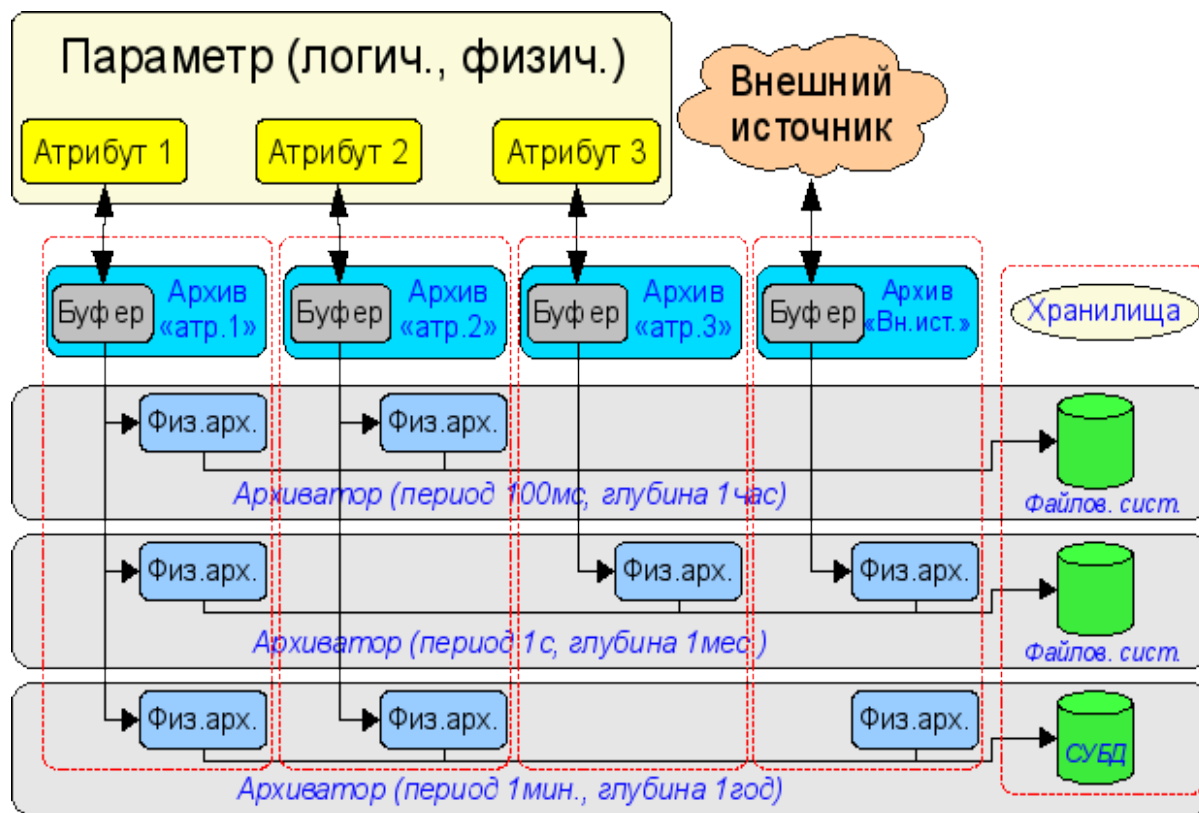 Параметр (логич., физич.)
Внешний
источник
Атрибут 1
Атрибут 2
Атрибут 3
Буфер
Архив
«атр.1»
Буфер
Архив
«атр.2»
Буфер
Архив
«атр.3»
Буфер
Архив
«Вн.ист.»
Хранилища
Физ.арх.
Физ.арх.
Архиватор (период 100мс, глубина 1час)
Файлов. сист.
Физ.арх.
Физ.арх.
Физ.арх.
Архиватор (период 1с, глубина 1мес.)
Файлов. сист.
Физ.арх.
Физ.арх.
Физ.арх.
СУБД
Архиватор (период 1мин., глубина 1год)